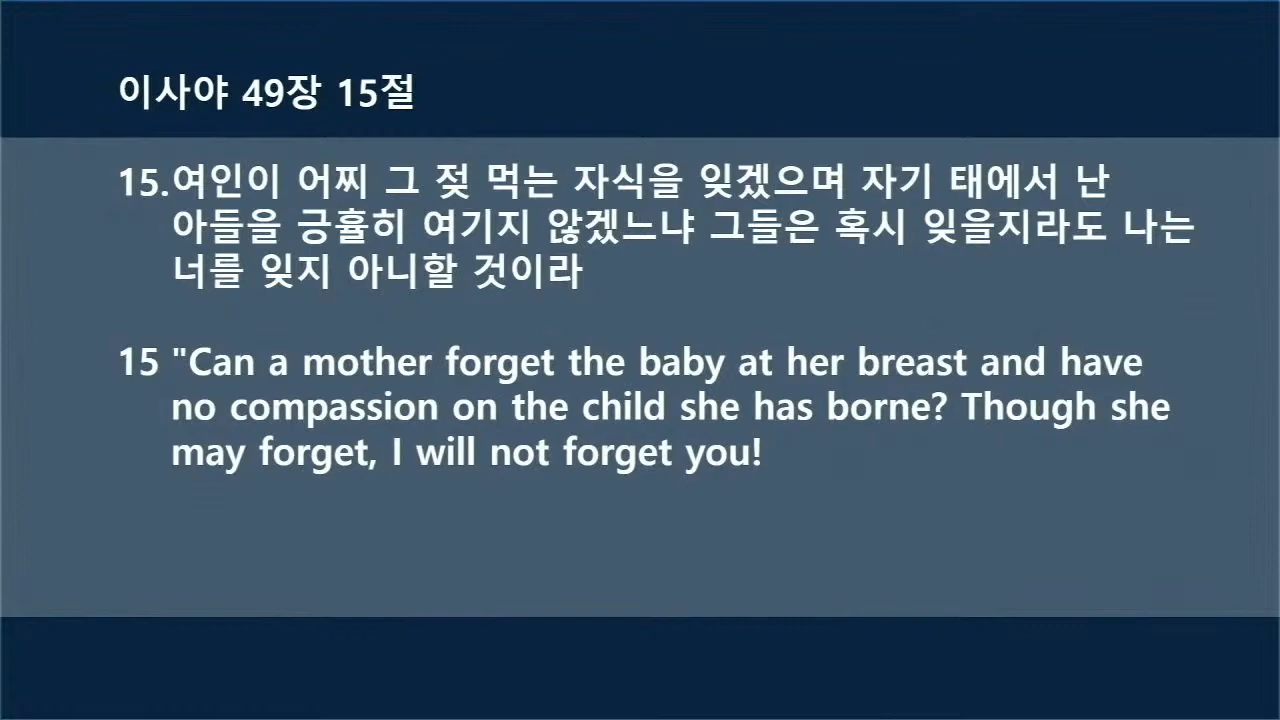 이사야 49장 15절
15.여인이 어찌 그 젖 먹는 자식을 잊겠으며 자기 태에서 난
아들을 긍휼히 여기지 않겠느냐 그들은 혹시 잊을지라도 나는
너를 잊지 아니할 것이라
15 "Can a mother forget the baby at her breast and have
no compassion on the child she has borne? Though she
may forget, I will not forget you!